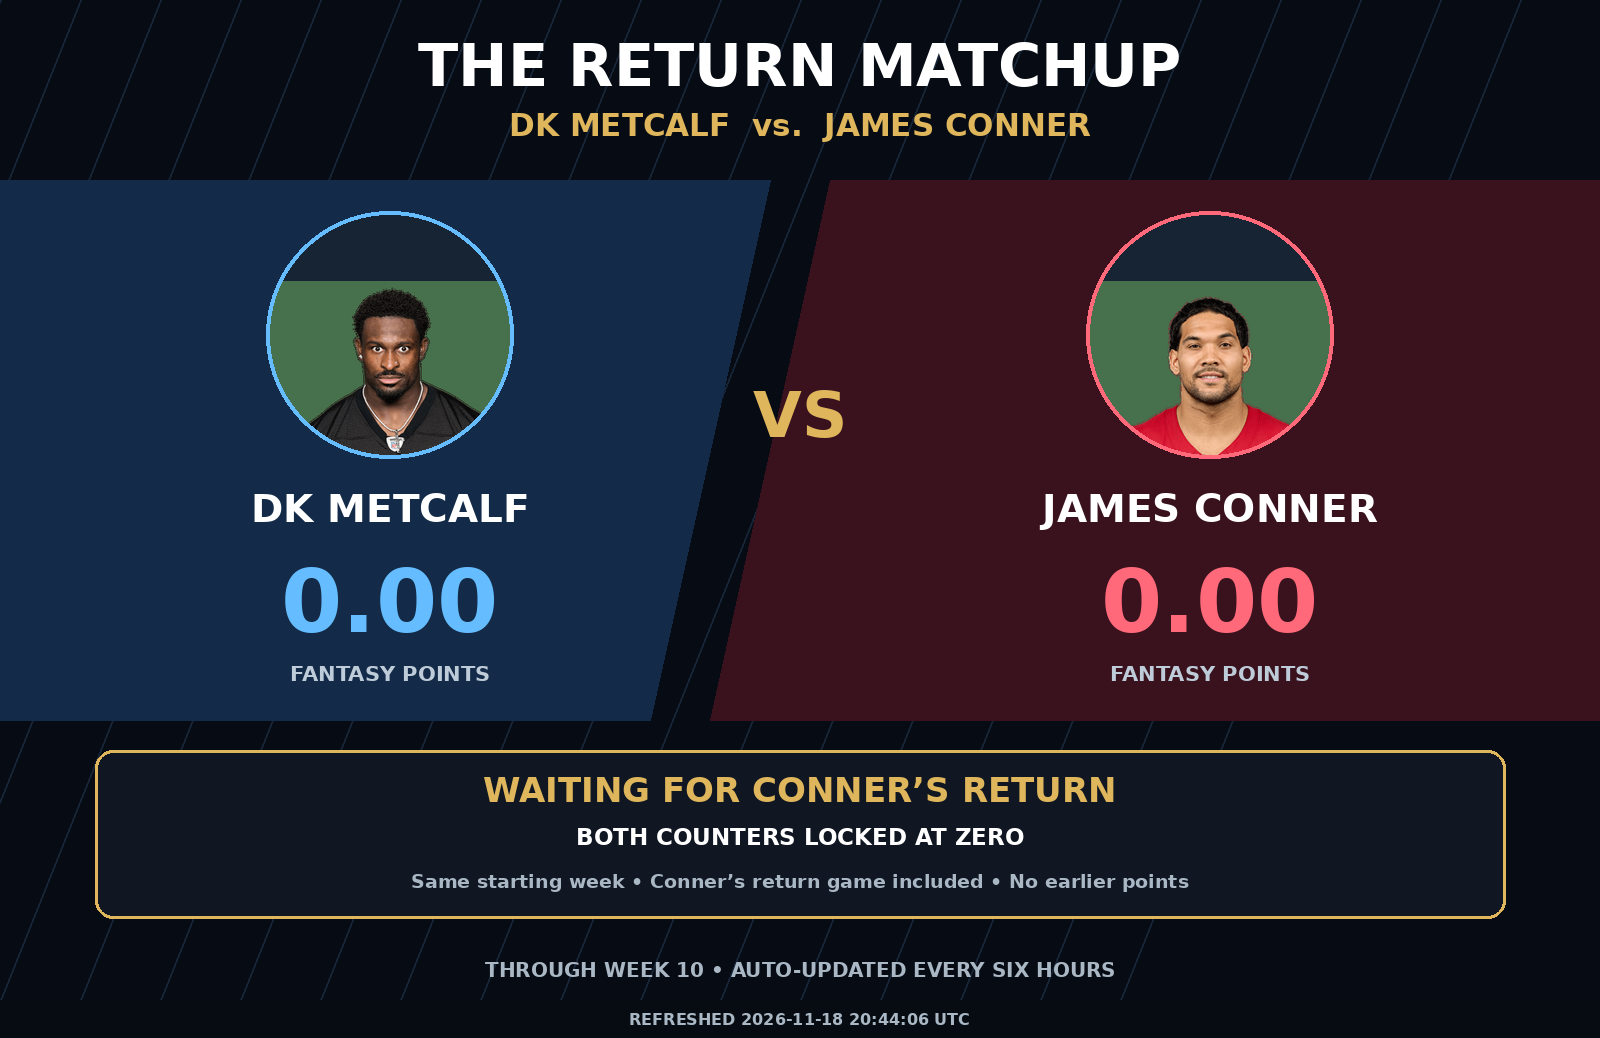 THE RETURN MATCHUP
DK METCALF vs. JAMES CONNER
VS
DK METCALF
JAMES CONNER
0.00
0.00
FANTASY POINTS
FANTASY POINTS
WAITING FOR CONNER’S RETURN
BOTH COUNTERS LOCKED AT ZERO
Same starting week • Conner’s return game included • No earlier points
THROUGH WEEK 10 • AUTO-UPDATED EVERY SIX HOURS
REFRESHED 2026-11-18 20:44:06 UTC